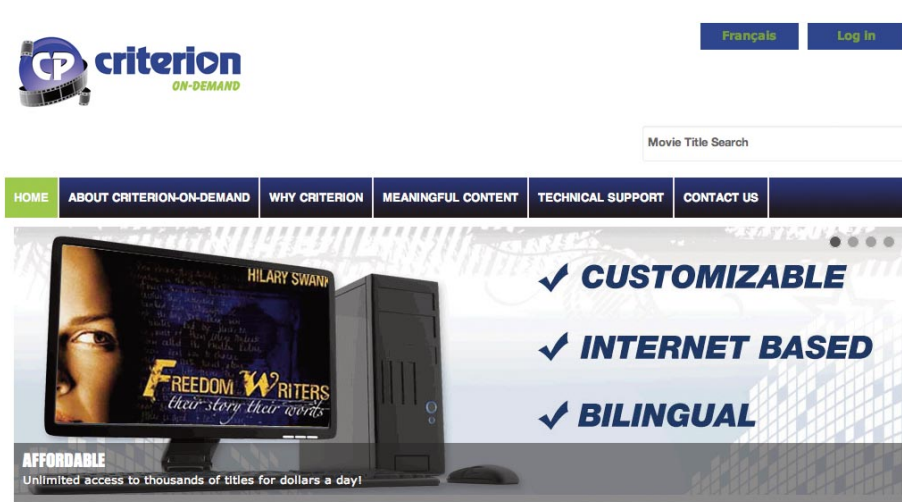 Français
Log in
CP
criterion
ON-DEMAND
Movie Title Search
HOME
ABOUT CRITERION-ON-DEMAND
WHY CRITERION
MEANINGFUL CONTENT
TECHNICAL SUPPORT
CONTACT US
HILARY SWANK
FREEDOM WRITERS
their story their words
✓ CUSTOMIZABLE
✓ INTERNET BASED
✓ BILINGUAL
AFFORDABLE
Unlimited access to thousands of titles for dollars a day!